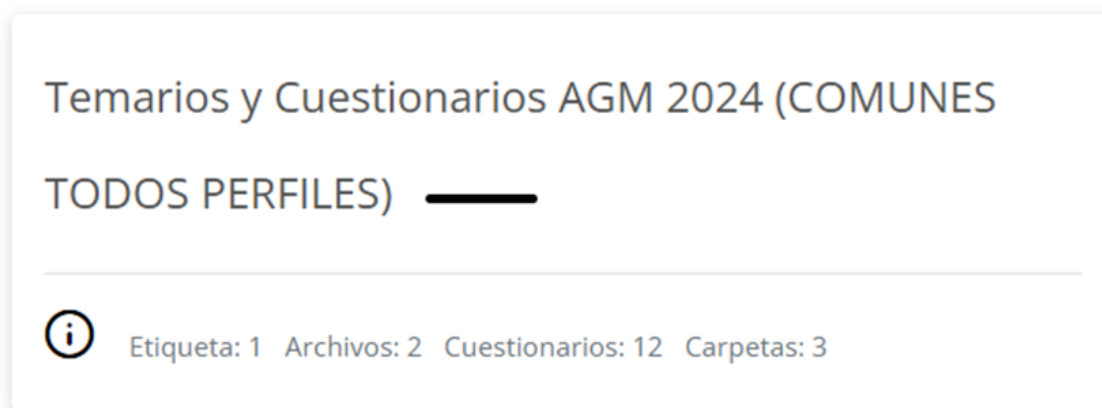 Temarios y Cuestionarios AGM 2024 (COMUNES
TODOS PERFILES)
Etiqueta: 1 Archivos: 2 Cuestionarios: 12 Carpetas: 3